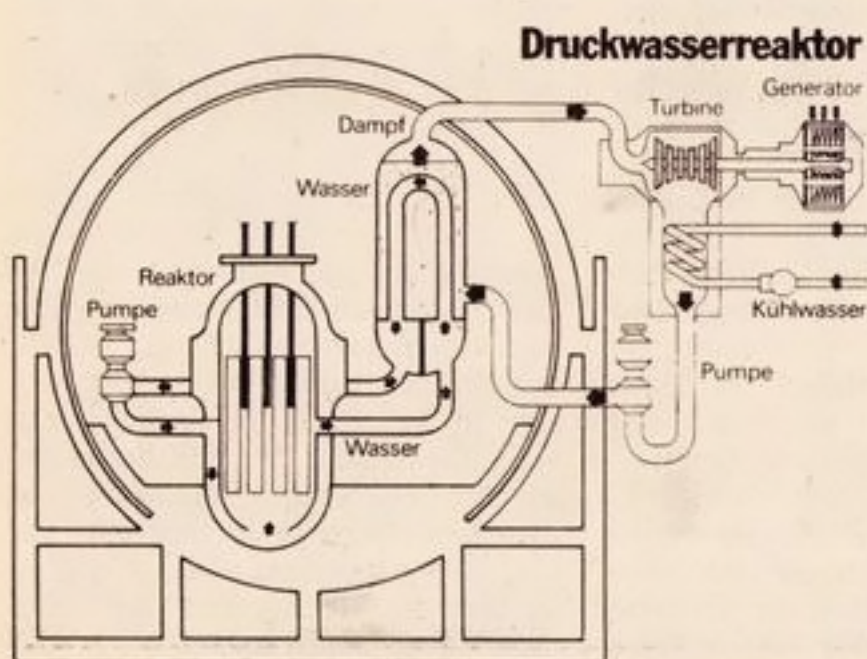 Druckwasserreaktor
Generator
Turbine
Dampf
Wasser
Reaktor
Pumpe
Kühlwasser
Pumpe
Wasser